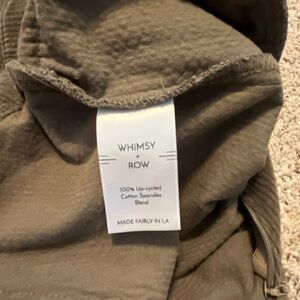 WHIMSY
+
ROW
100% Up-cycled
Cotton Spandex
Blend
MADE FAIRLY IN LA